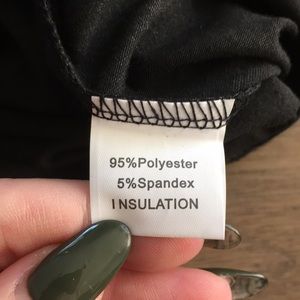 95%Polyester
5%Spandex
INSULATION